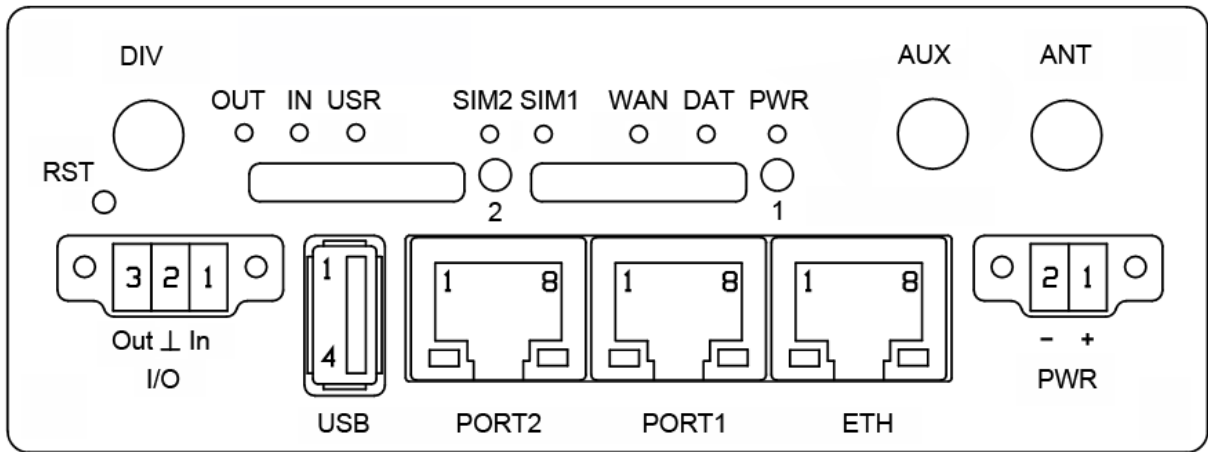 DIV
AUX
ANT
OUT IN USR
SIM2 SIM1
WAN DAT PWR
RST
2
1
3 2 1
1
4
1 8
1 8
1 8
2 1
Out ⊥ In
I/O
− +
PWR
USB
PORT2
PORT1
ETH